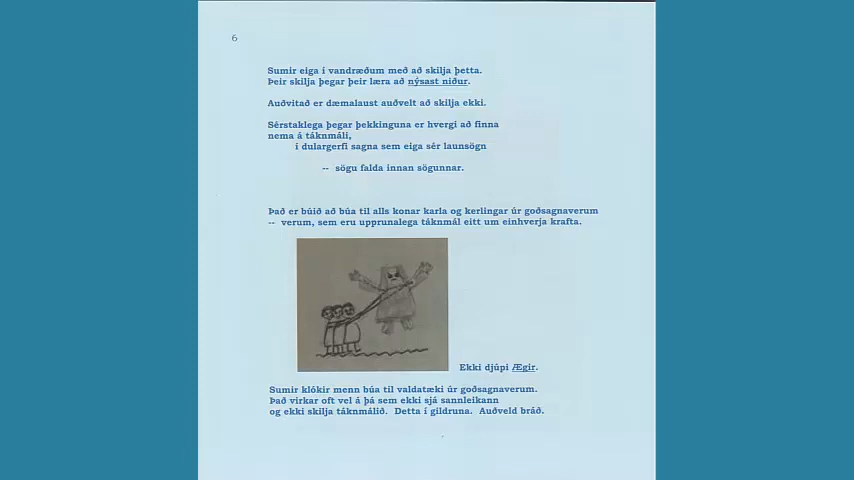 6
Sumir eiga í vandræðum með að skilja þetta.
Þeir skilja þegar þeir læra að nýsast niður.
Auðvitað er dæmalaust auðvelt að skilja ekki.
Sérstaklega þegar þekkinguna er hvergi að finna
nema á táknmáli,
í dulargerfi sagna sem eiga sér launsögn
-- sögu falda innan sögunnar.
Það er búið að búa til alls konar karla og kerlingar úr goðsagnaverum
-- verum, sem eru upprunalega táknmál eitt um einhverja krafta.
Ekki djúpi Ægir.
Sumir klókir menn búa til valdatæki úr goðsagnaverum.
Það virkar oft vel á þá sem ekki sjá sannleikann
og ekki skilja táknmálið. Detta í gildruna. Auðveld bráð.